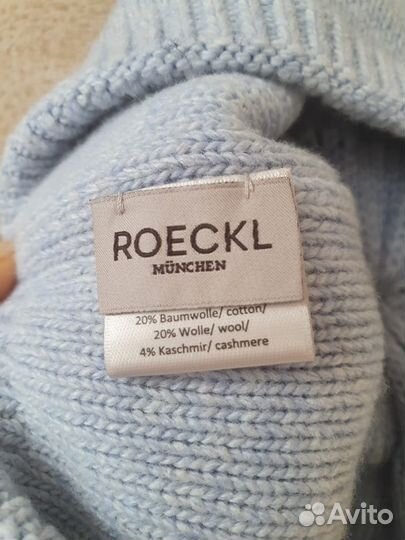 ROECKL
MÜNCHEN
20% Baumwolle/ cotton/
20% Wolle/ wool/
4% Kaschmir/ cashmere
Avito